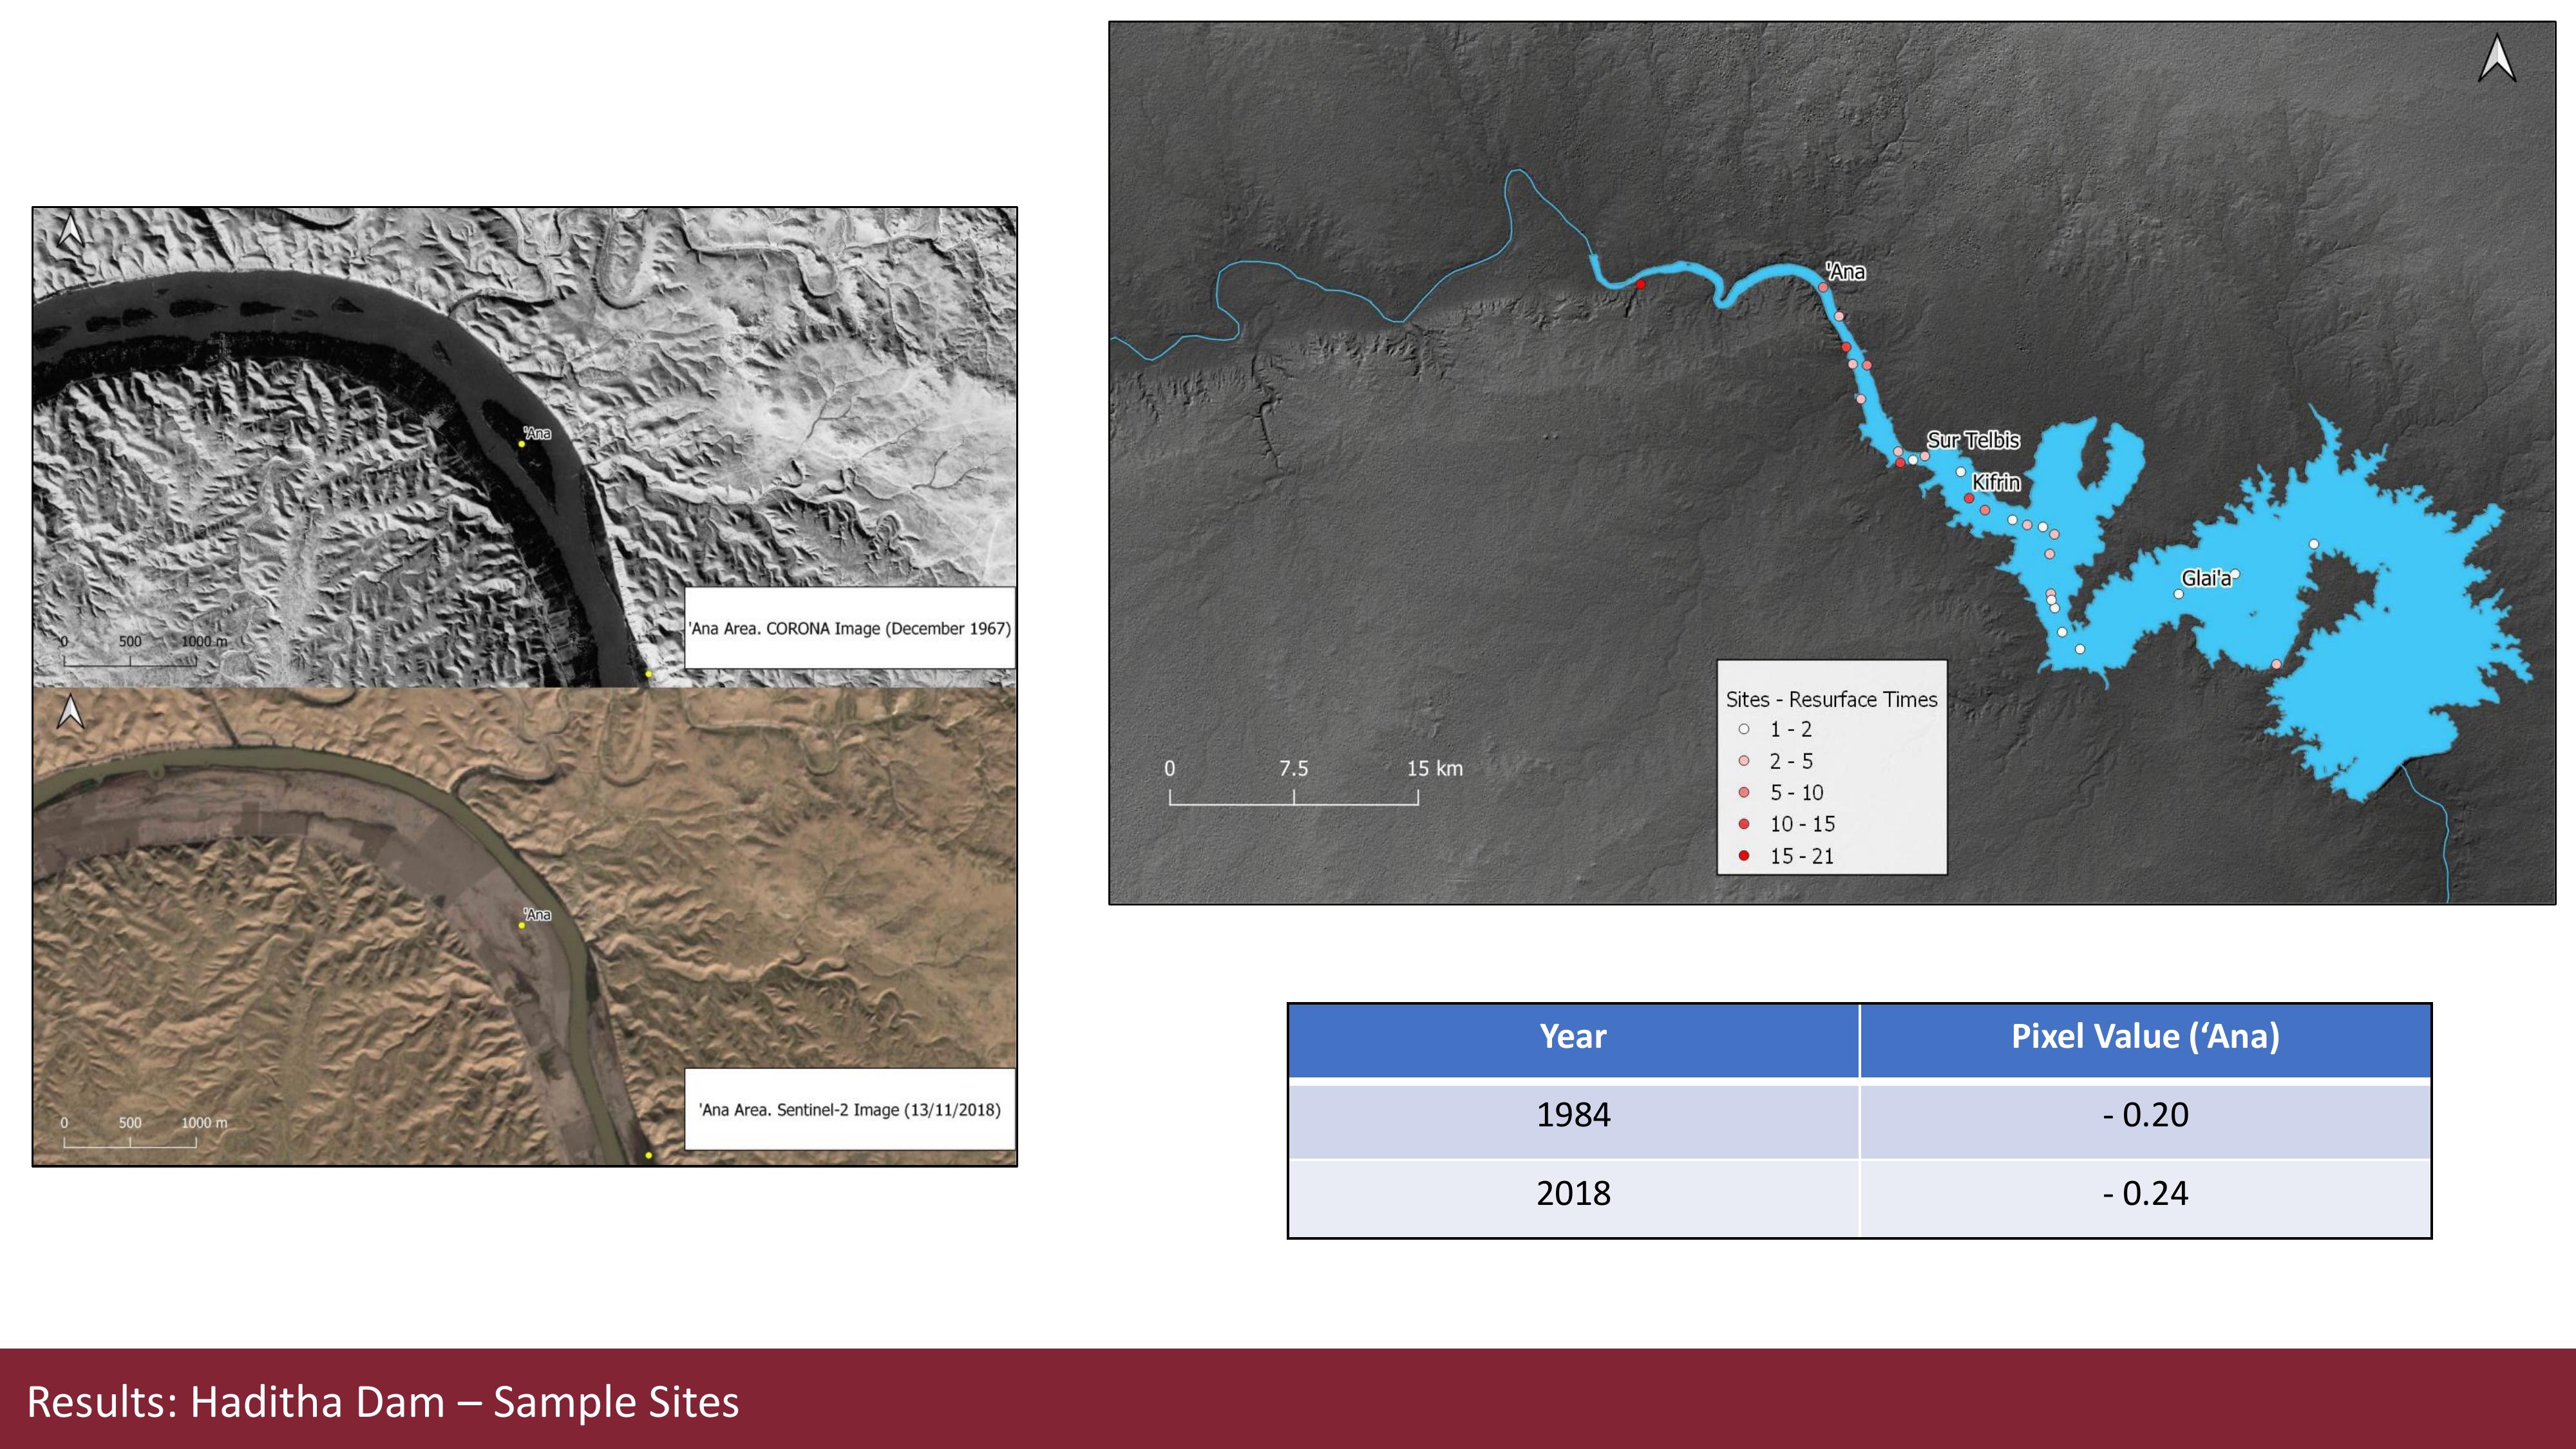 'Ana
0 500 1000 m
'Ana Area. CORONA Image (December 1967)
'Ana
0 500 1000 m
'Ana Area. Sentinel-2 Image (13/11/2018)
'Ana
Sur Telbis
Kifrin
Glai'a
0 7.5 15 km
Sites - Resurface Times
1 - 2
2 - 5
5 - 10
10 - 15
15 - 21
Year Pixel Value (‘Ana)
1984 - 0.20
2018 - 0.24
Results: Haditha Dam – Sample Sites